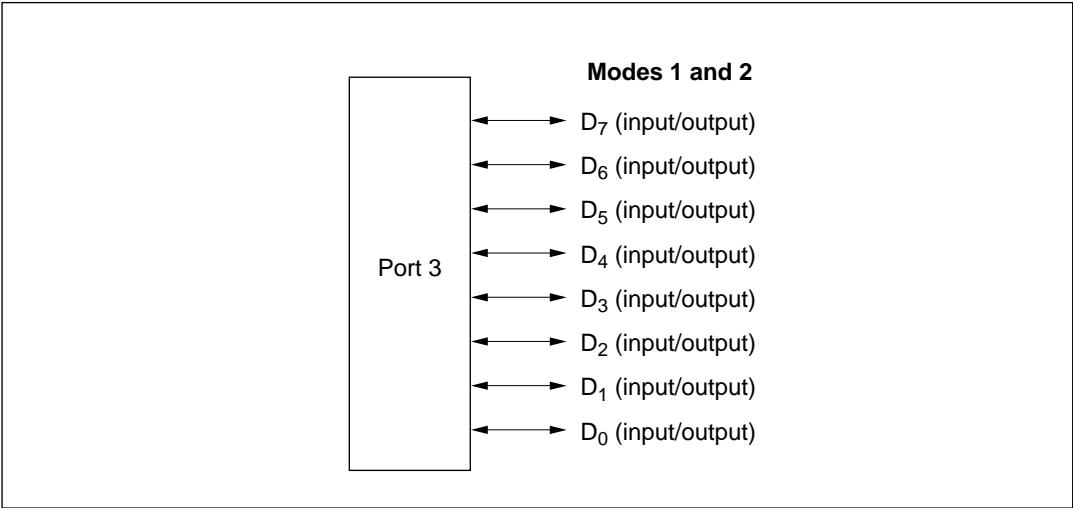 Modes 1 and 2
D₇ (input/output)
D₆ (input/output)
D₅ (input/output)
D₄ (input/output)
Port 3
D₃ (input/output)
D₂ (input/output)
D₁ (input/output)
D₀ (input/output)